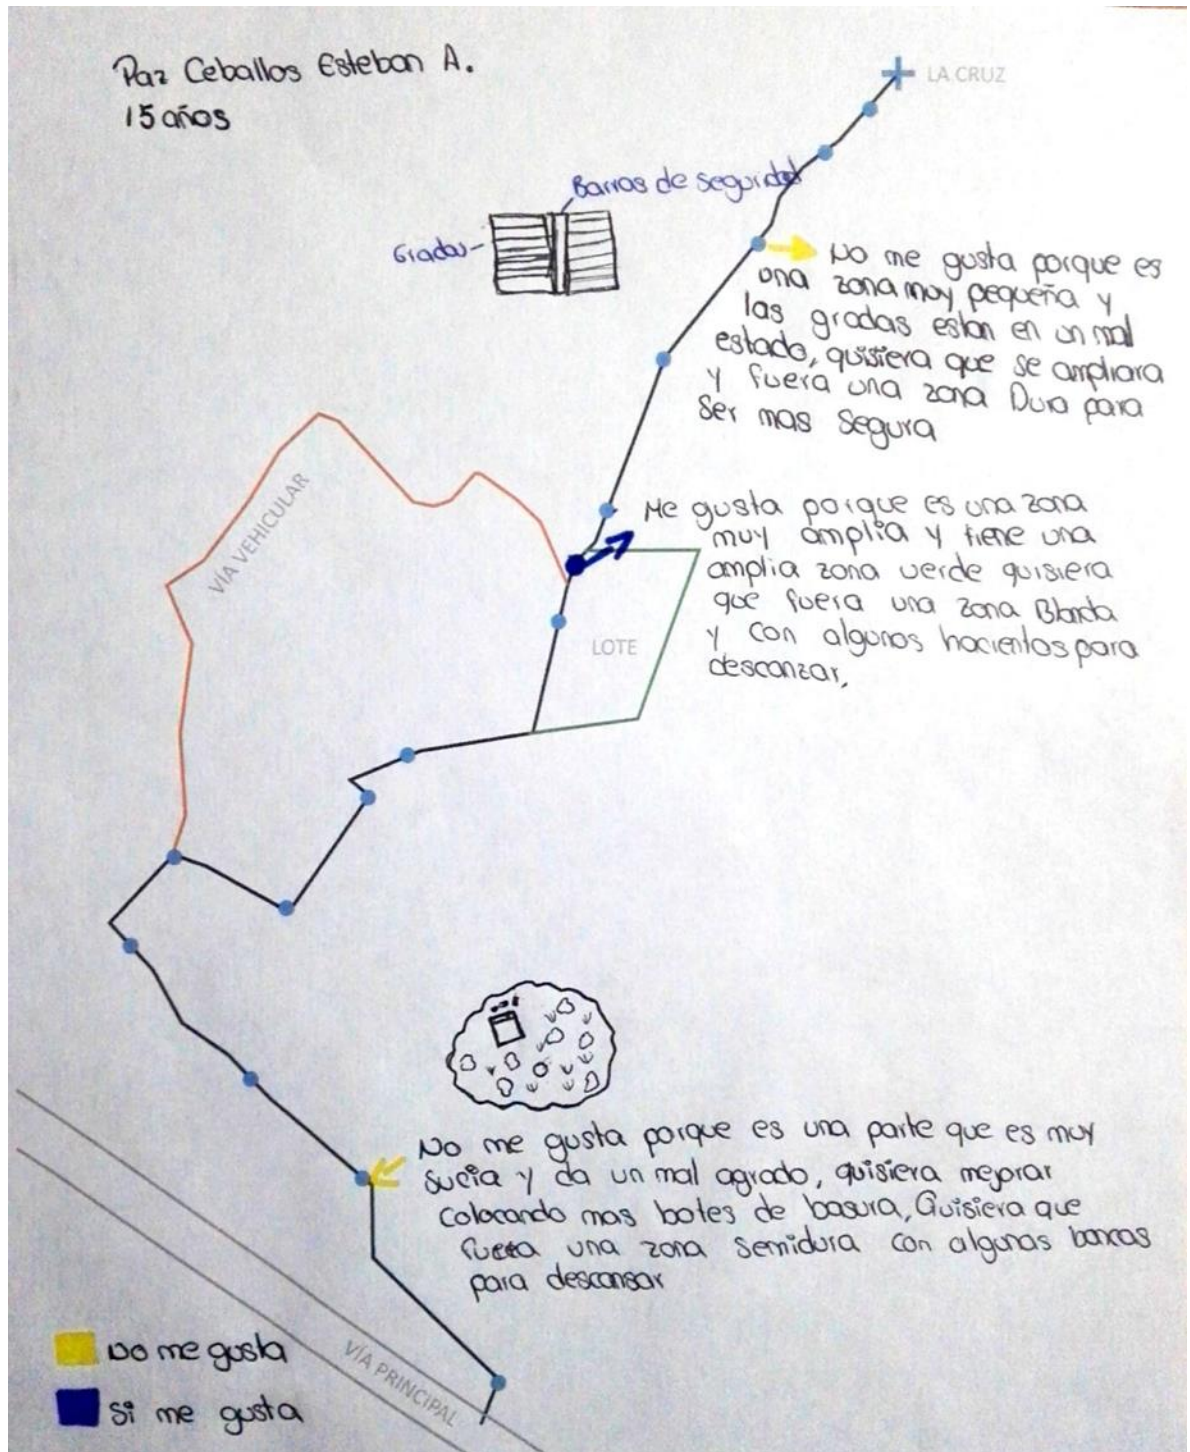 Paz Ceballos Esteban A.
15 años
LA CRUZ
Barras de seguridad
Gradas
No me gusta porque es
una zona muy pequeña y
las gradas estan en un mal
estado, quisiera que se ampliara
y fuera una zona Dura para
Ser mas Segura
VÍA VEHICULAR
Me gusta porque es una zona
muy amplia y tiene una
amplia zona verde quisiera
que fuera una zona Blanda
y con algunos hacientos para
descanzar,
LOTE
No me gusta porque es una parte que es muy
Sucia y da un mal agrado, quisiera mejorar
Colocando mas botes de basura, Quisiera que
fuera una zona Semidura con algunas bancas
para descansar
VÍA PRINCIPAL
No me gusta
Si me gusta